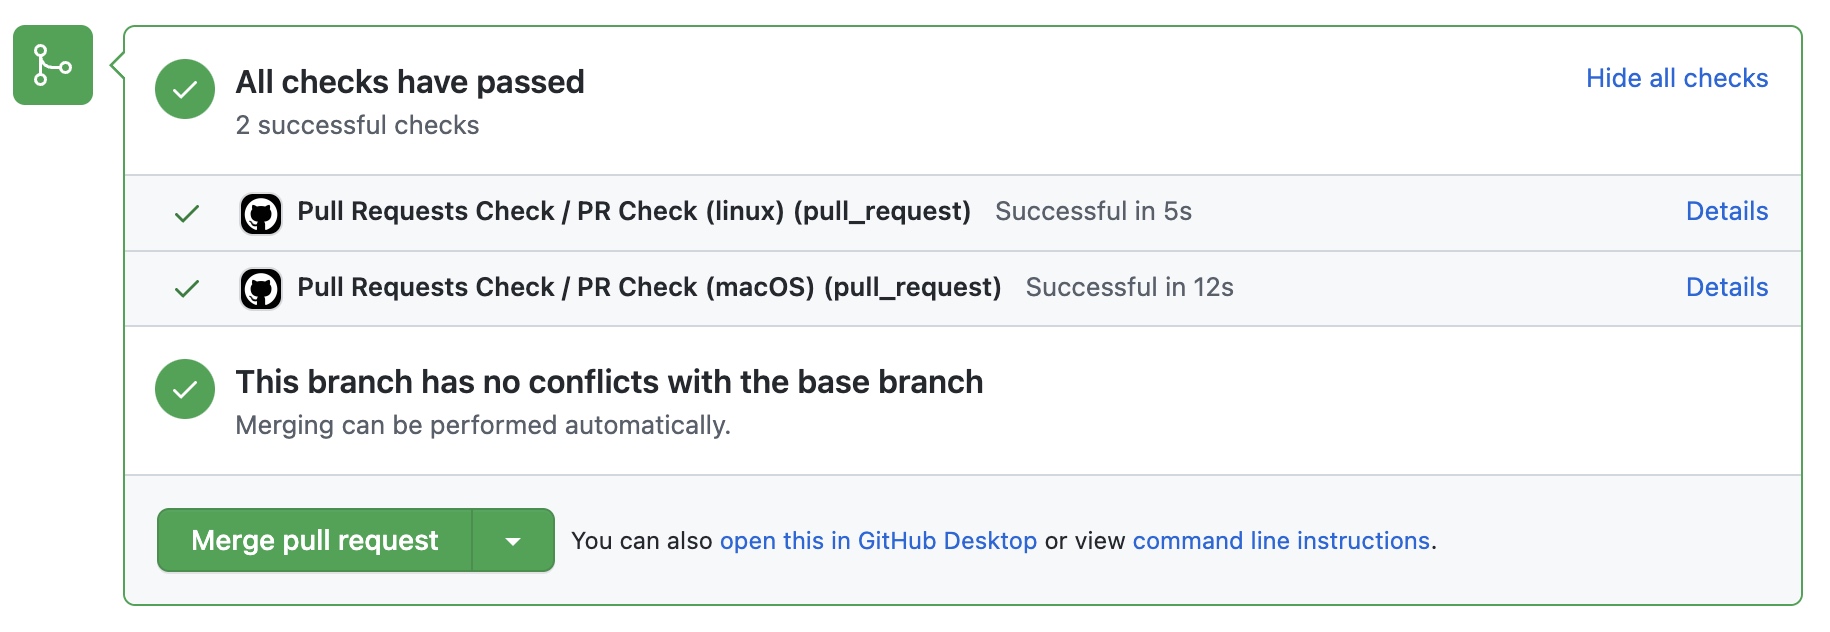 All checks have passed
Hide all checks
2 successful checks
Pull Requests Check / PR Check (linux) (pull_request) Successful in 5s Details
Pull Requests Check / PR Check (macOS) (pull_request) Successful in 12s Details
This branch has no conflicts with the base branch
Merging can be performed automatically.
Merge pull request You can also open this in GitHub Desktop or view command line instructions.